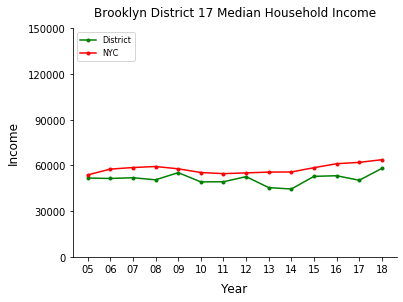 Brooklyn District 17 Median Household Income
150000
120000
90000
60000
30000
0
Income
District
NYC
05 06 07 08 09 10 11 12 13 14 15 16 17 18
Year